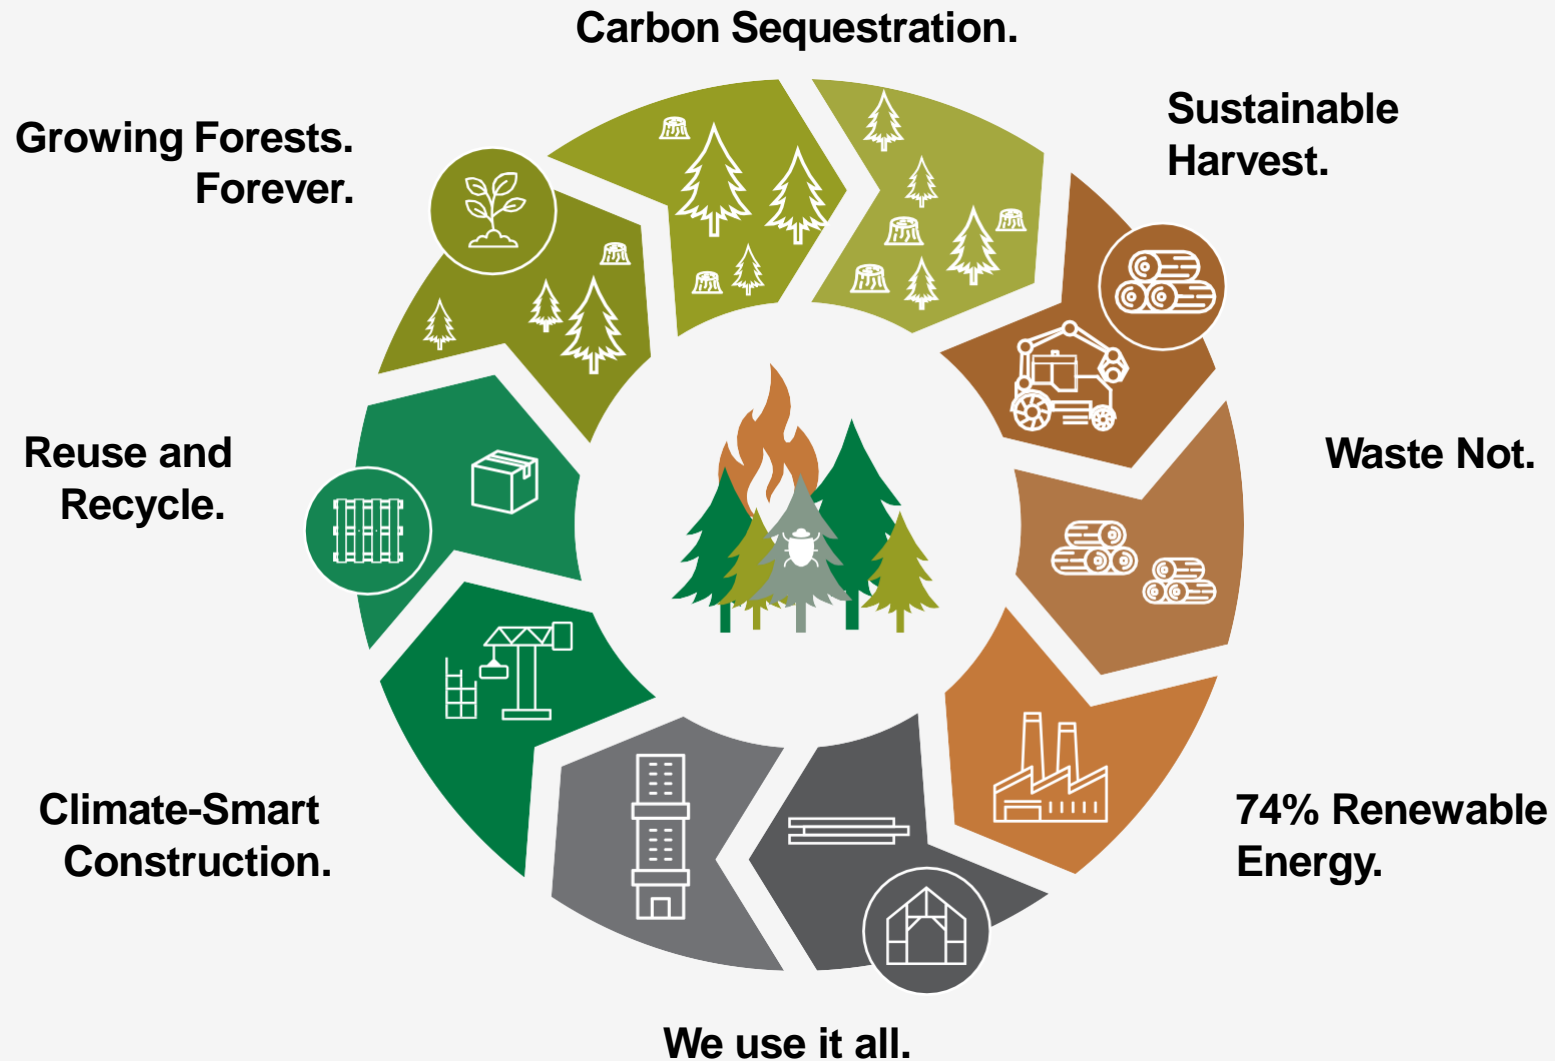 Carbon Sequestration.
Sustainable
Harvest.
Waste Not.
74% Renewable
Energy.
We use it all.
Climate-Smart
Construction.
Reuse and
Recycle.
Growing Forests.
Forever.